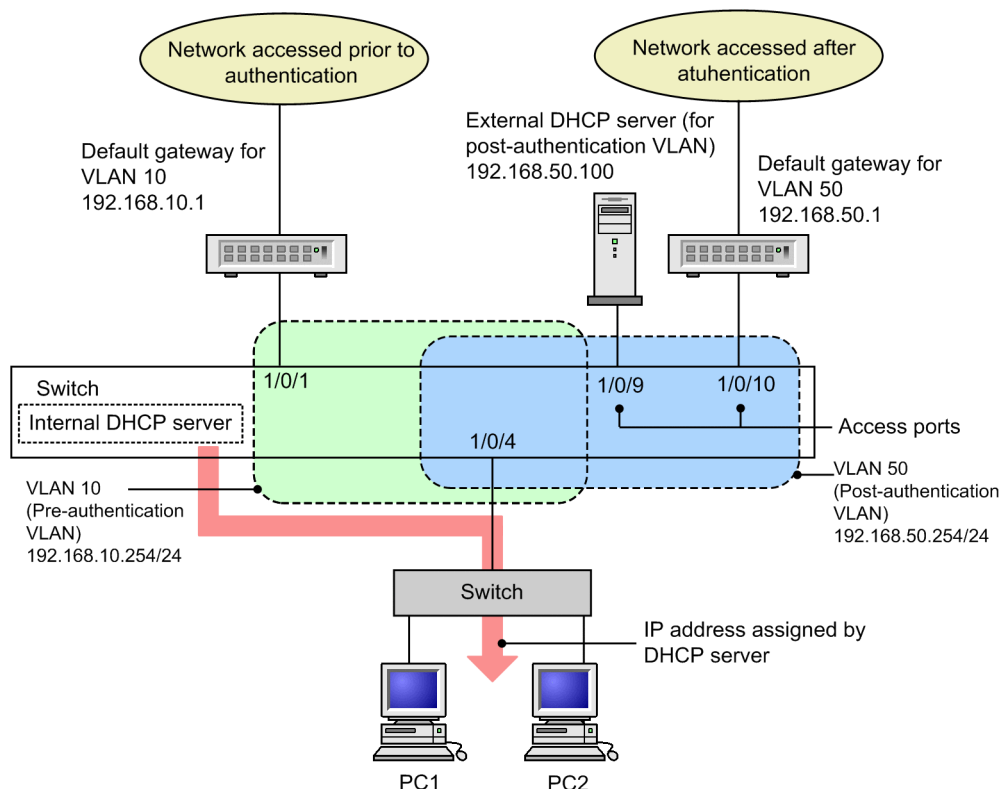 Network accessed prior to
authentication
Network accessed after
atuhentication
External DHCP server (for
post-authentication VLAN)
192.168.50.100
Default gateway for
VLAN 10
192.168.10.1
Default gateway for
VLAN 50
192.168.50.1
Switch
Internal DHCP server
1/0/1
1/0/9
1/0/10
1/0/4
Access ports
VLAN 10
(Pre-authentication
VLAN)
192.168.10.254/24
VLAN 50
(Post-authentication
VLAN)
192.168.50.254/24
Switch
IP address assigned by
DHCP server
PC1
PC2